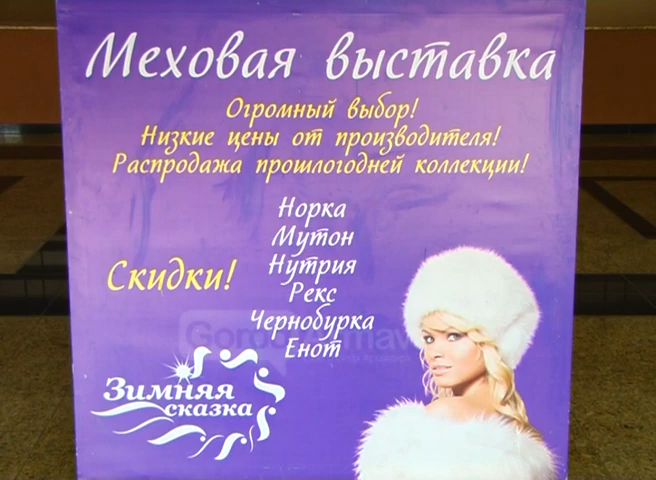 Меховая выставка
Огромный выбор!
Низкие цены от производителя!
Распродажа прошлогодней коллекции!
Норка
Мутон
Нутрия
Рекс
Чернобурка
Енот
Скидки!
Зимняя
сказка